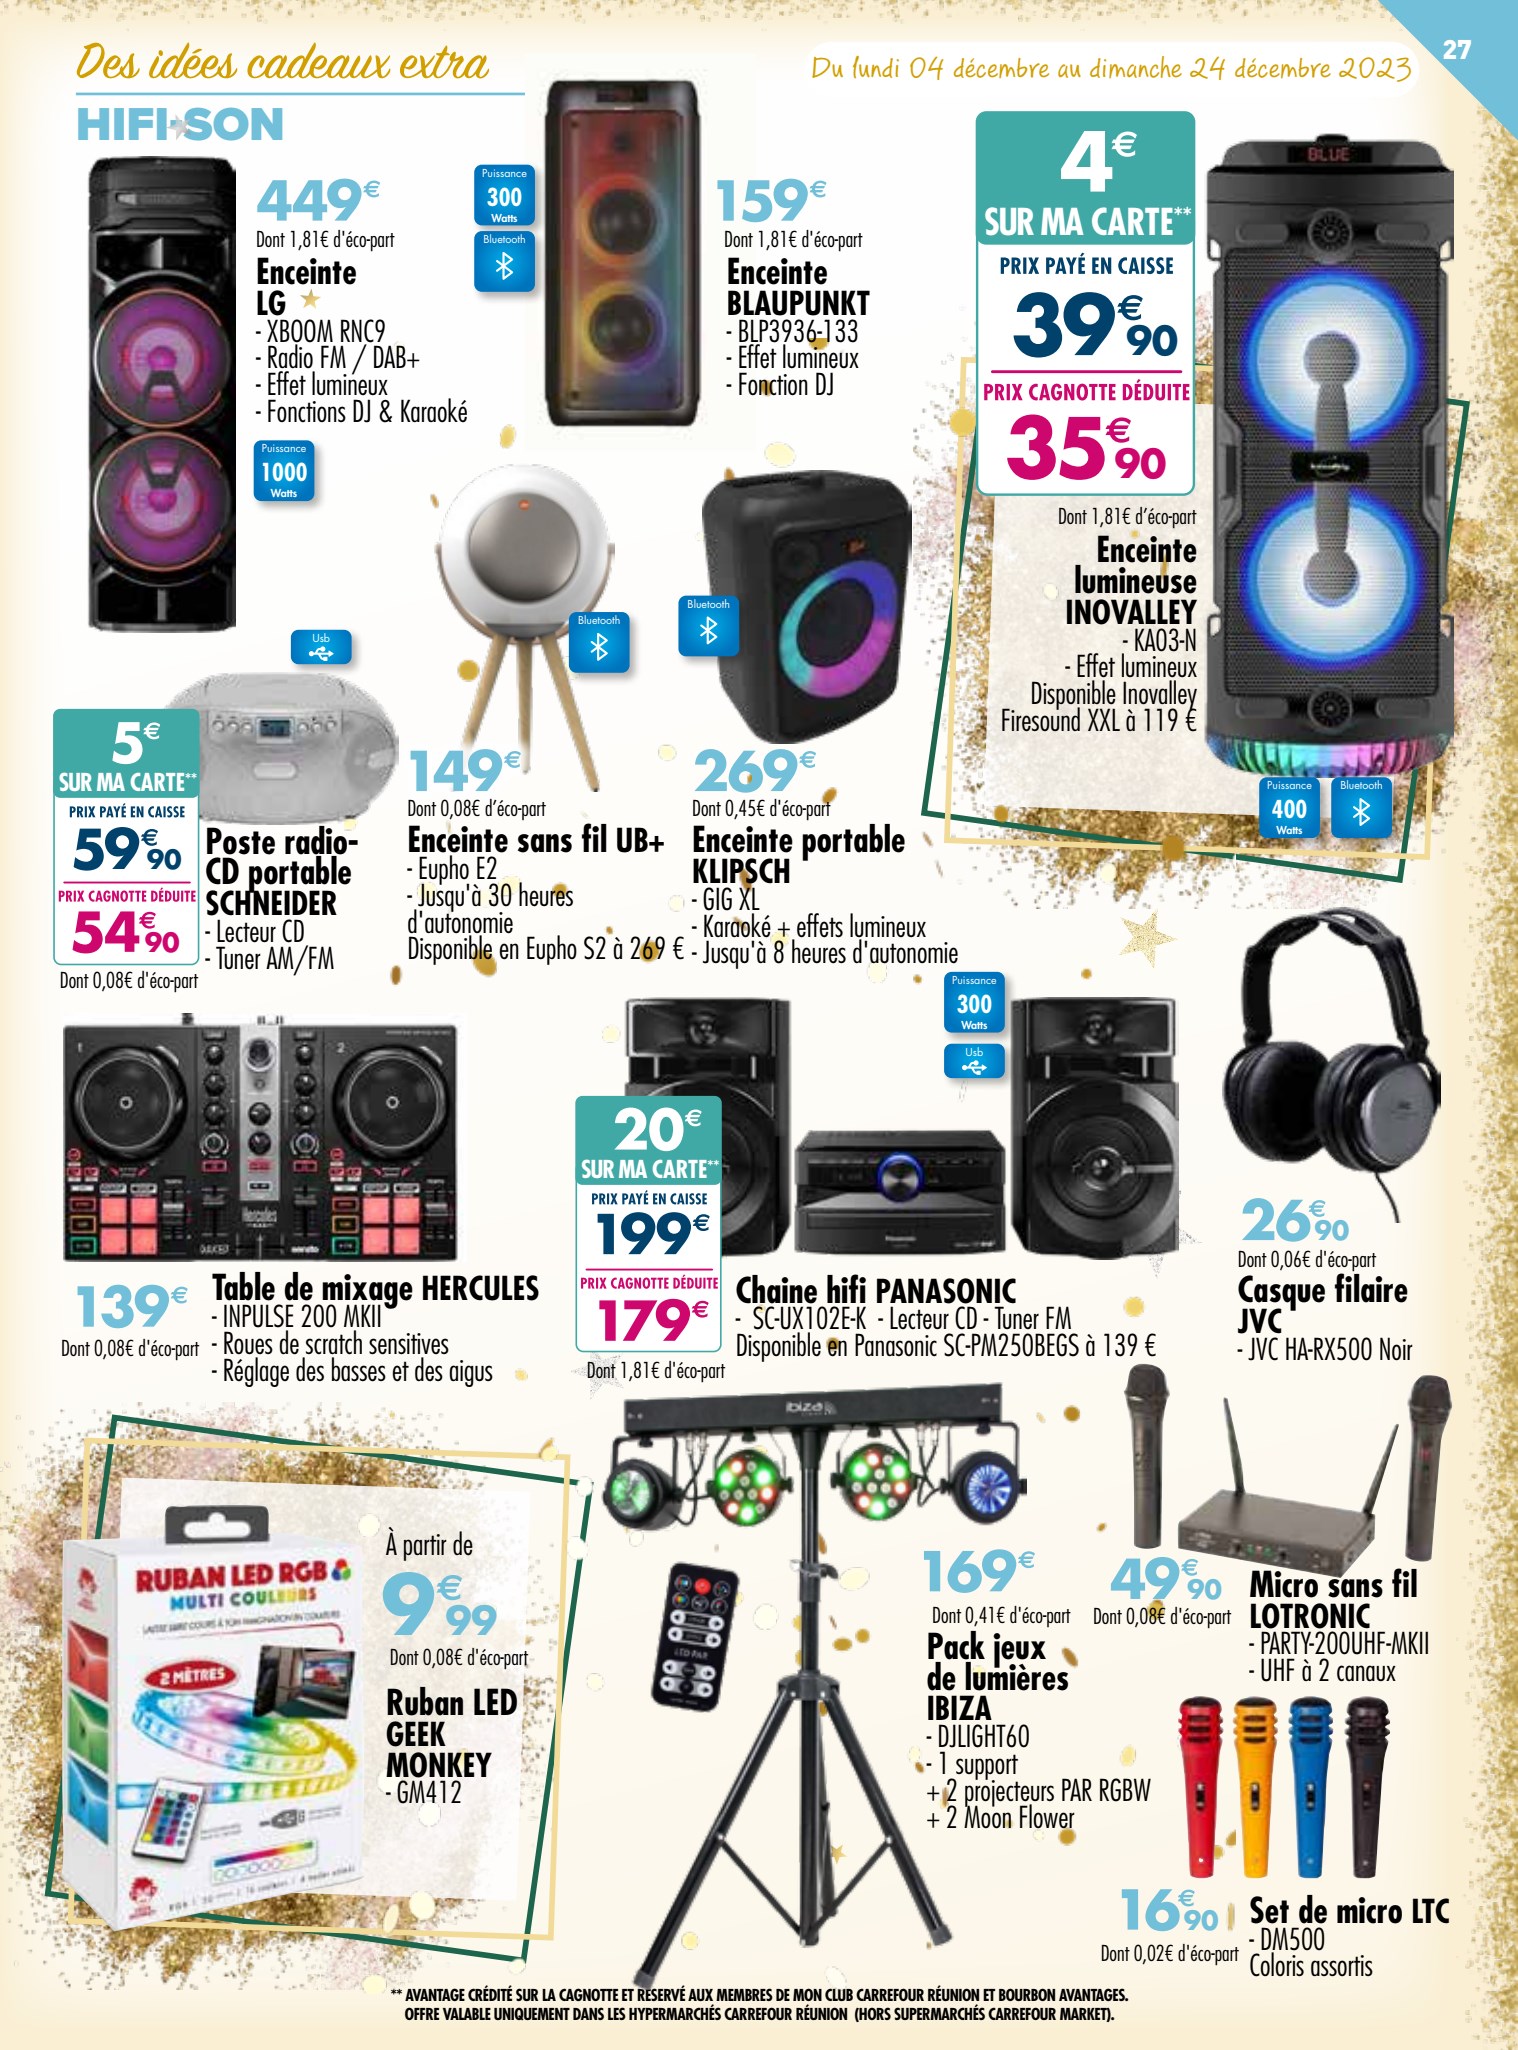 Des idées cadeaux extra
Du lundi 04 décembre au dimanche 24 décembre 2023
27
HIFI-SON
449€
Dont 1,81€ d'éco-part
Enceinte
LG
- XBOOM RNC9
- Radio FM / DAB+
- Effet lumineux
- Fonctions DJ & Karaoké
Puissance
1000
Watts
Puissance
300
Watts
Bluetooth
159€
Dont 1,81€ d'éco-part
Enceinte
BLAUPUNKT
- BLP3936-133
- Effet lumineux
- Fonction DJ
4€
SUR MA CARTE**
PRIX PAYÉ EN CAISSE
39€90
PRIX CAGNOTTE DÉDUITE
35€90
Dont 1,81€ d’éco-part
Enceinte
lumineuse
INOVALLEY
- KA03-N
- Effet lumineux
Disponible Inovalley
Firesound XXL à 119 €
BLUE
Puissance
400
Watts
Bluetooth
Usb
5€
SUR MA CARTE**
PRIX PAYÉ EN CAISSE
59€90
PRIX CAGNOTTE DÉDUITE
54€90
Dont 0,08€ d'éco-part
Poste radio-
CD portable
SCHNEIDER
- Lecteur CD
- Tuner AM/FM
Bluetooth
149€
Dont 0,08€ d’éco-part
Enceinte sans fil UB+
- Eupho E2
- Jusqu'à 30 heures
d'autonomie
Disponible en Eupho S2 à 269 €
Bluetooth
269€
Dont 0,45€ d'éco-part
Enceinte portable
KLIPSCH
- GIG XL
- Karaoké + effets lumineux
- Jusqu'à 8 heures d'autonomie
1
2
Hercules
serato
139€
Dont 0,08€ d'éco-part
Table de mixage HERCULES
- INPULSE 200 MKII
- Roues de scratch sensitives
- Réglage des basses et des aigus
Puissance
300
Watts
Usb
Panasonic
20€
SUR MA CARTE**
PRIX PAYÉ EN CAISSE
199€
PRIX CAGNOTTE DÉDUITE
179€
Dont 1,81€ d'éco-part
Chaine hifi PANASONIC
- SC-UX102E-K - Lecteur CD - Tuner FM
Disponible en Panasonic SC-PM250BEGS à 139 €
26€90
Dont 0,06€ d'éco-part
Casque filaire
JVC
- JVC HA-RX500 Noir
RUBAN LED RGB
MULTI COULEURS
2 MÈTRES
À partir de
9€99
Dont 0,08€ d'éco-part
Ruban LED
GEEK
MONKEY
- GM412
ibiza
LED PAR
169€
Dont 0,41€ d'éco-part
Pack jeux
de lumières
IBIZA
- DJLIGHT60
- 1 support
+ 2 projecteurs PAR RGBW
+ 2 Moon Flower
49€90
Dont 0,08€ d'éco-part
Micro sans fil
LOTRONIC
- PARTY-200UHF-MKII
- UHF à 2 canaux
16€90
Dont 0,02€ d'éco-part
Set de micro LTC
- DM500
Coloris assortis
** AVANTAGE CRÉDITÉ SUR LA CAGNOTTE ET RÉSERVÉ AUX MEMBRES DE MON CLUB CARREFOUR RÉUNION ET BOURBON AVANTAGES.
OFFRE VALABLE UNIQUEMENT DANS LES HYPERMARCHÉS CARREFOUR RÉUNION (HORS SUPERMARCHÉS CARREFOUR MARKET).